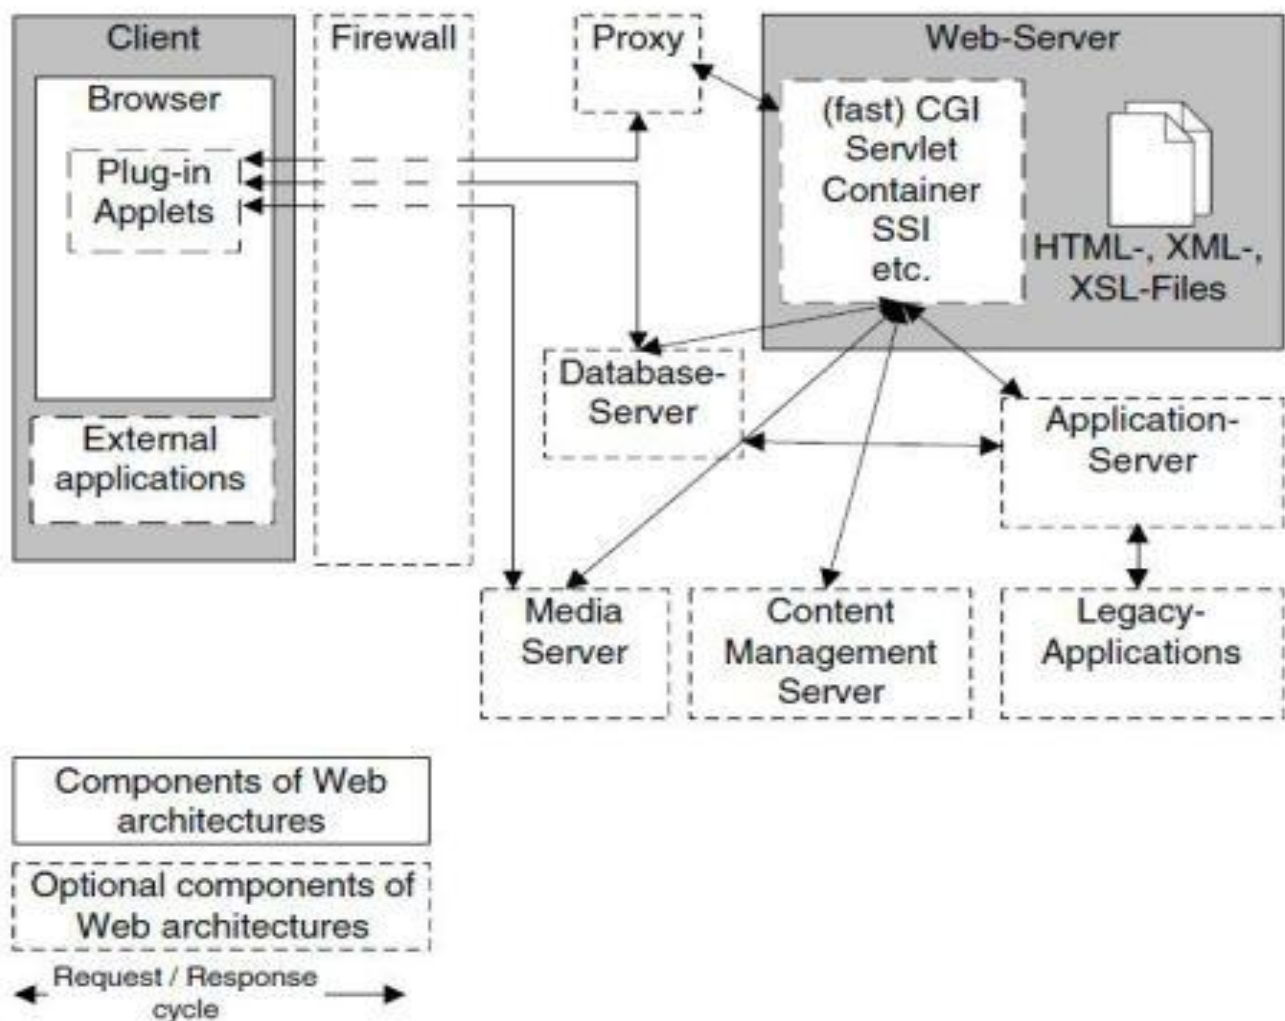 Client
Browser
Plug-in
Applets
External
applications
Firewall
Proxy
Web-Server
(fast) CGI
Servlet
Container
SSI
etc.
HTML-, XML-,
XSL-Files
Database-
Server
Application-
Server
Media
Server
Content
Management
Server
Legacy-
Applications
Components of Web
architectures
Optional components of
Web architectures
Request / Response
cycle